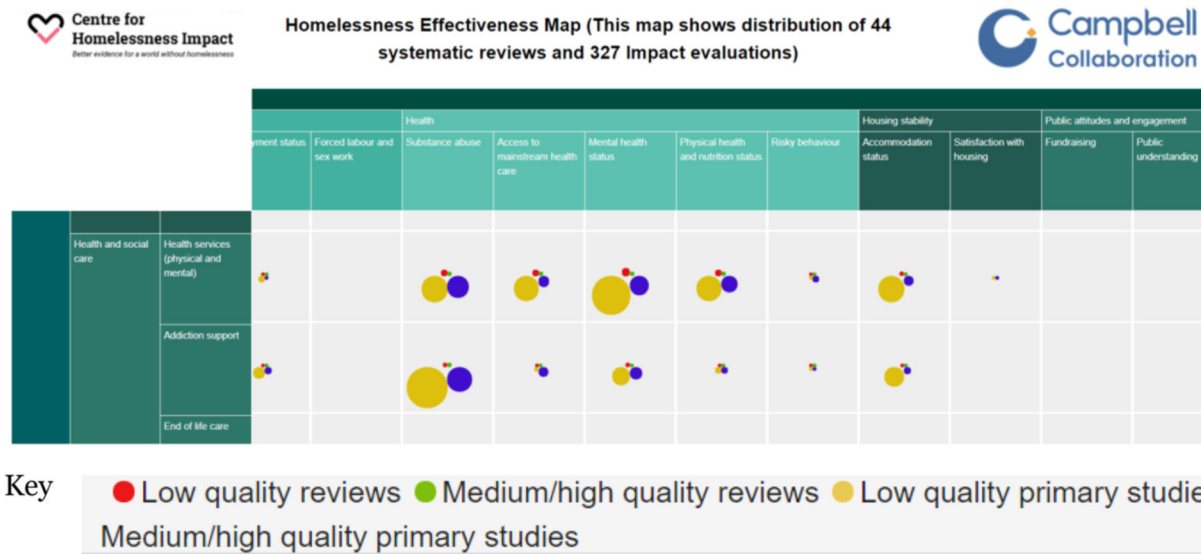 Centre for
Homelessness Impact
Better evidence for a world without homelessness
Homelessness Effectiveness Map (This map shows distribution of 44
systematic reviews and 327 Impact evaluations)
Campbell
Collaboration
Health
Housing stability
Public attitudes and engagement
yment status
Forced labour and
sex work
Substance abuse
Access to
mainstream health
care
Mental health
status
Physical health
and nutrition status
Risky behaviour
Accommodation
status
Satisfaction with
housing
Fundraising
Public
understanding
Health and social
care
Health services
(physical and
mental)
Addiction support
End of life care
Key
Low quality reviews Medium/high quality reviews Low quality primary studie
Medium/high quality primary studies